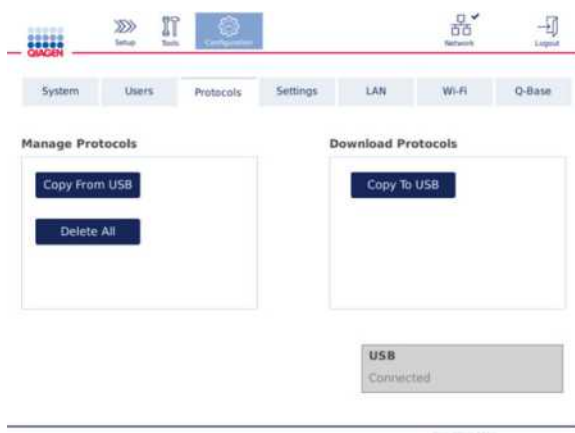 QIAGEN
Setup
Tools
Configuration
Network
Logout
System Users Protocols Settings LAN Wi-Fi Q-Base
Manage Protocols Download Protocols
Copy From USB Copy To USB
Delete All
USB
Connected